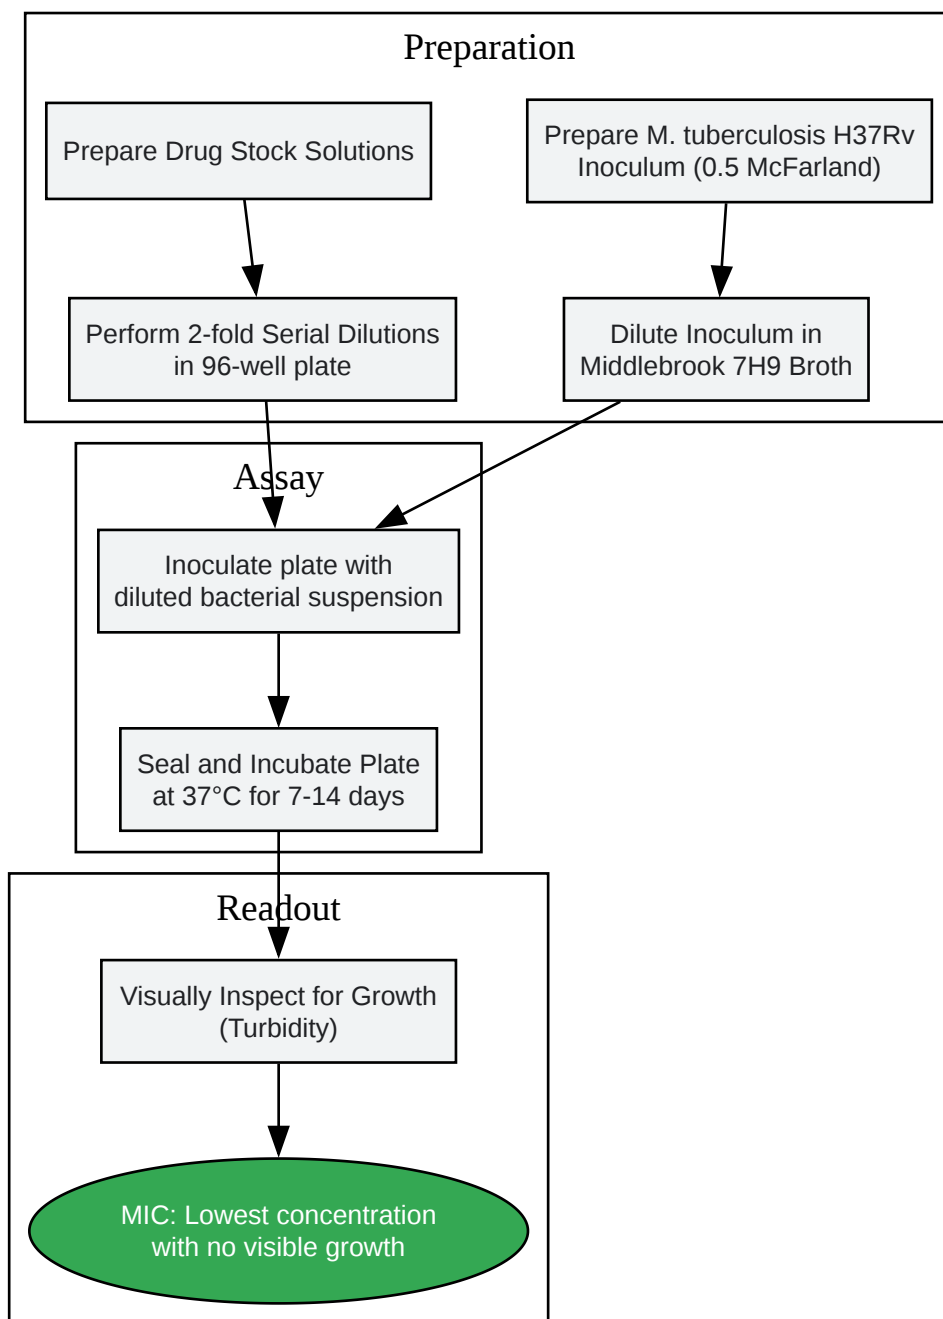 Preparation
Prepare Drug Stock Solutions
Prepare M. tuberculosis H37Rv
Inoculum (0.5 McFarland)
Perform 2-fold Serial Dilutions
in 96-well plate
Dilute Inoculum in
Middlebrook 7H9 Broth
Assay
Inoculate plate with
diluted bacterial suspension
Seal and Incubate Plate
at 37°C for 7-14 days
Readout
Visually Inspect for Growth
(Turbidity)
MIC: Lowest concentration
with no visible growth